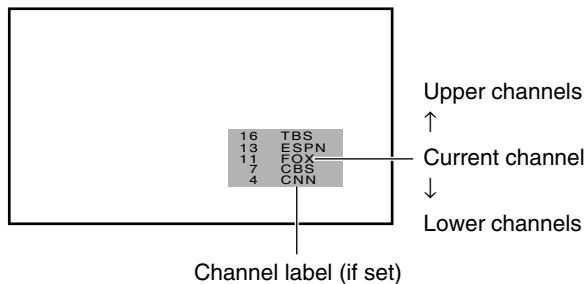 16 TBS
13 ESPN
11 FOX
7 CBS
4 CNN
Upper channels
↑
Current channel
↓
Lower channels
Channel label (if set)